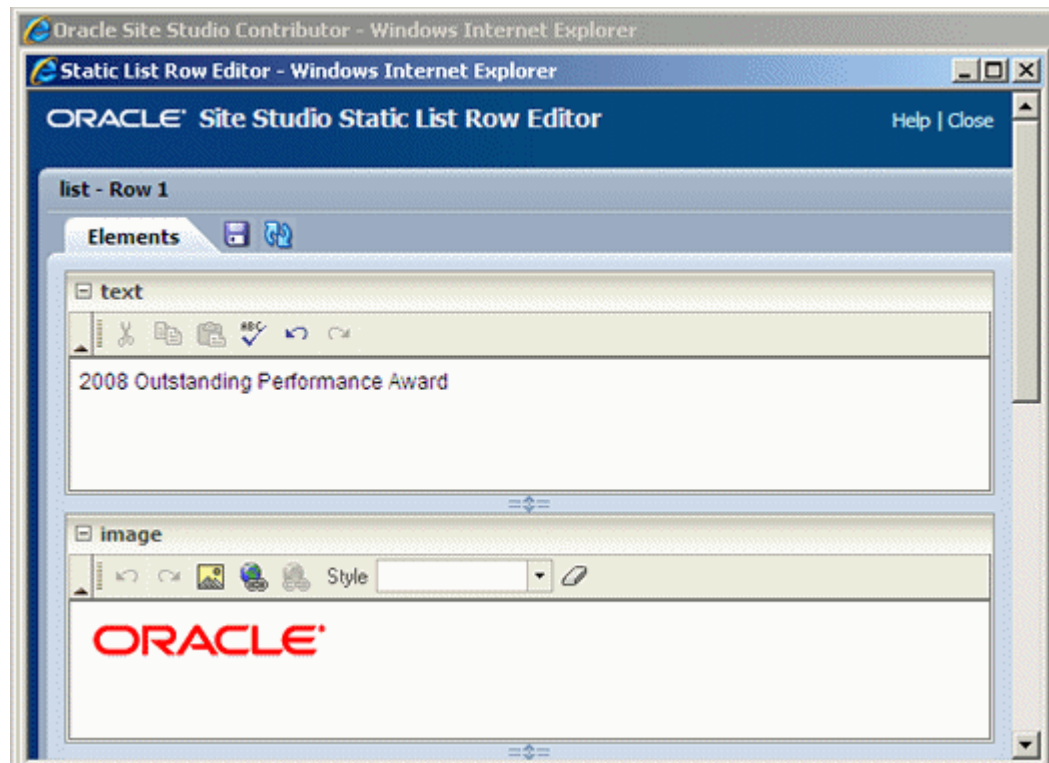 Oracle Site Studio Contributor - Windows Internet Explorer
Static List Row Editor - Windows Internet Explorer
ORACLE® Site Studio Static List Row Editor
Help | Close
list - Row 1
Elements
text
ABC
2008 Outstanding Performance Award
image
Style
ORACLE®